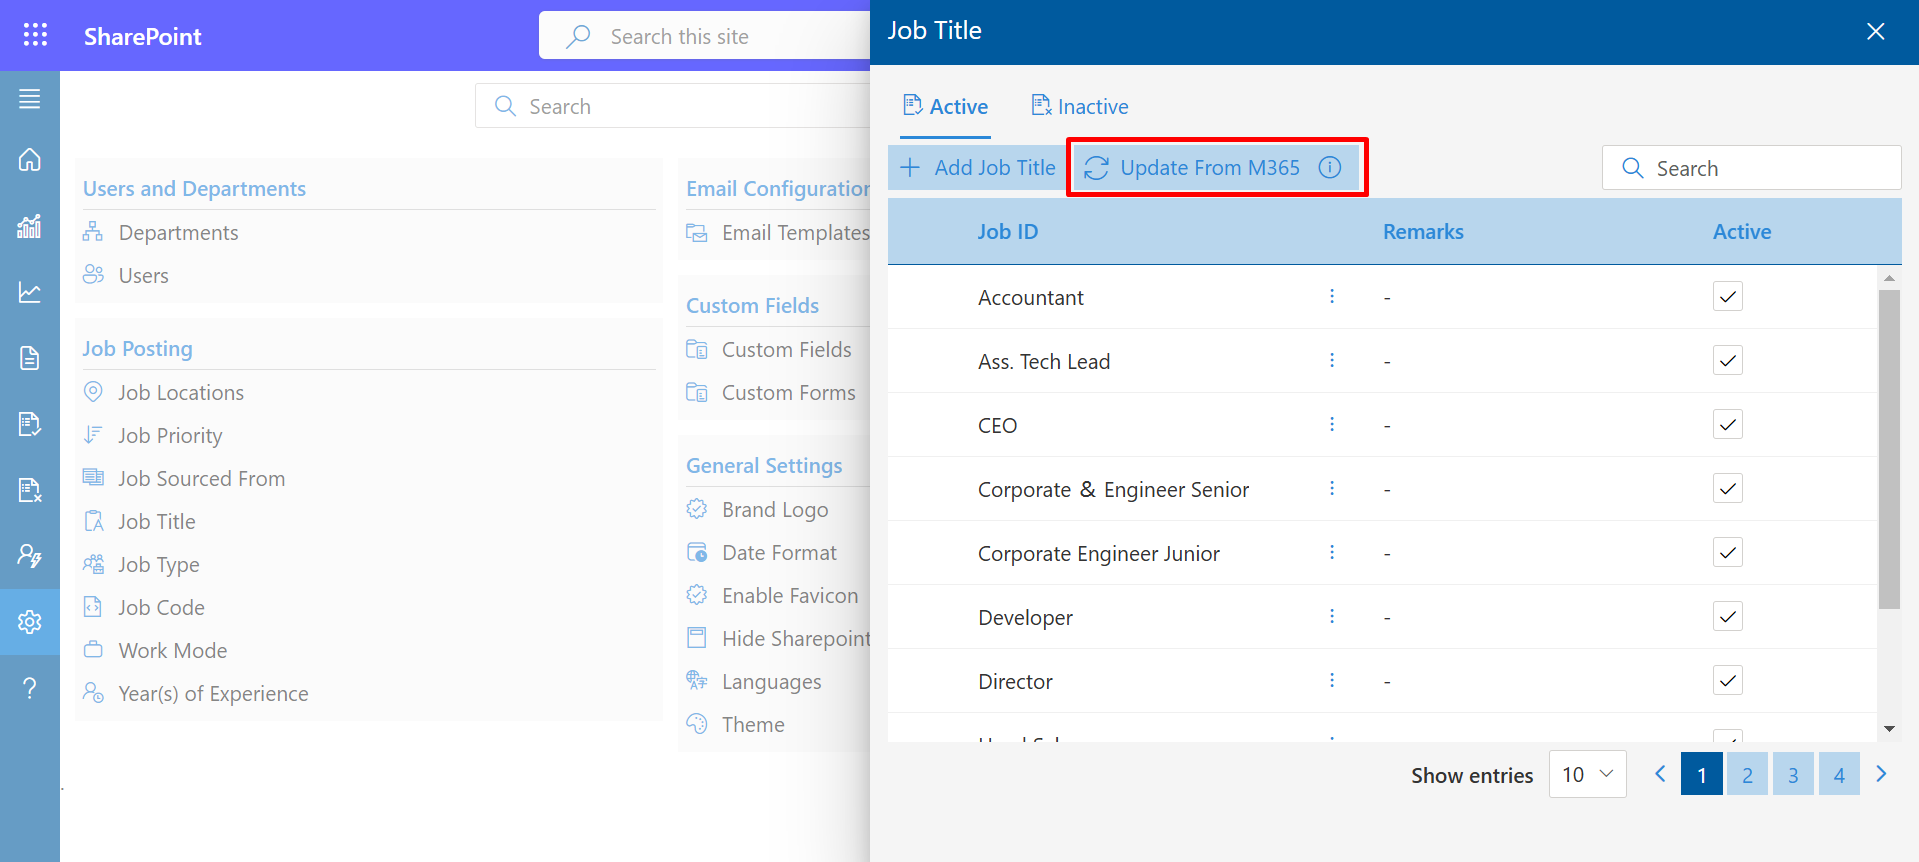 SharePoint
Search this site
Search
Users and Departments
Departments
Users
Job Posting
Job Locations
Job Priority
Job Sourced From
Job Title
Job Type
Job Code
Work Mode
Year(s) of Experience
Email Configuration
Email Templates
Custom Fields
Custom Fields
Custom Forms
General Settings
Brand Logo
Date Format
Enable Favicon
Hide Sharepoint
Languages
Theme
Job Title
Active Inactive
Add Job Title Update From M365 Search
Job ID Remarks Active
Accountant -
Ass. Tech Lead -
CEO -
Corporate & Engineer Senior -
Corporate Engineer Junior -
Developer -
Director -
Show entries 10 1 2 3 4